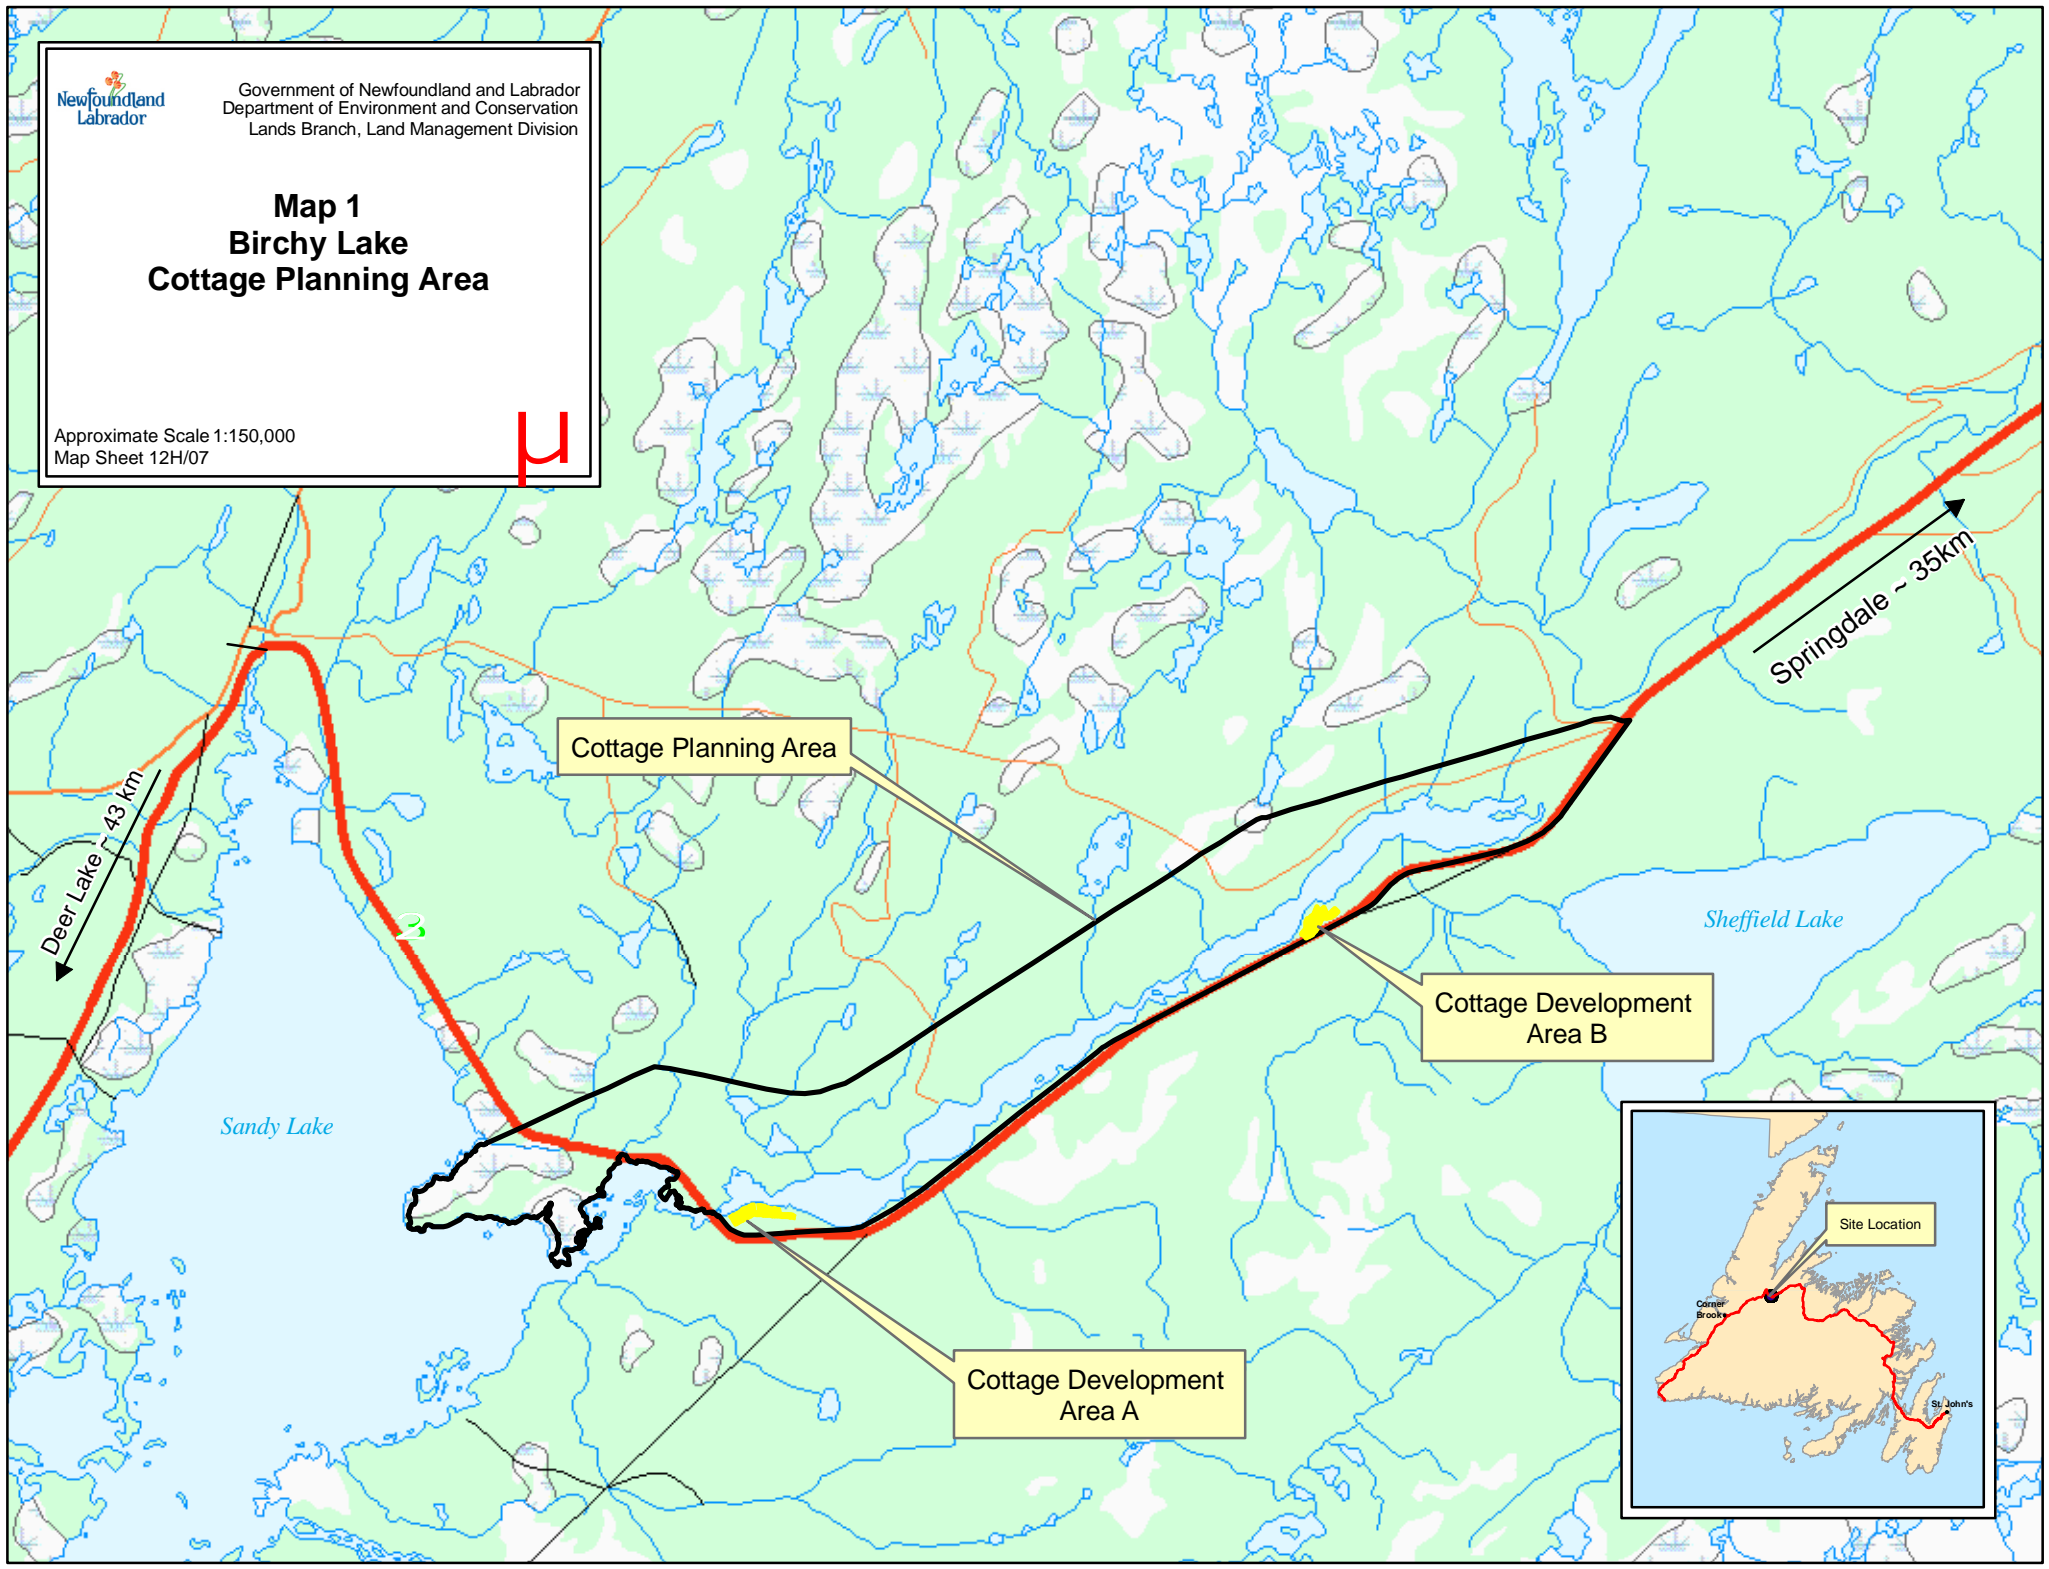 Newfoundland
Labrador
Government of Newfoundland and Labrador
Department of Environment and Conservation
Lands Branch, Land Management Division
Map 1
Birchy Lake
Cottage Planning Area
Approximate Scale 1:150,000
Map Sheet 12H/07
µ
Springdale ~ 35km
Cottage Planning Area
Deer Lake ~ 43 km
Sheffield Lake
Cottage Development
Area B
Sandy Lake
Cottage Development
Area A
Site Location
Corner
Brook
St. John's